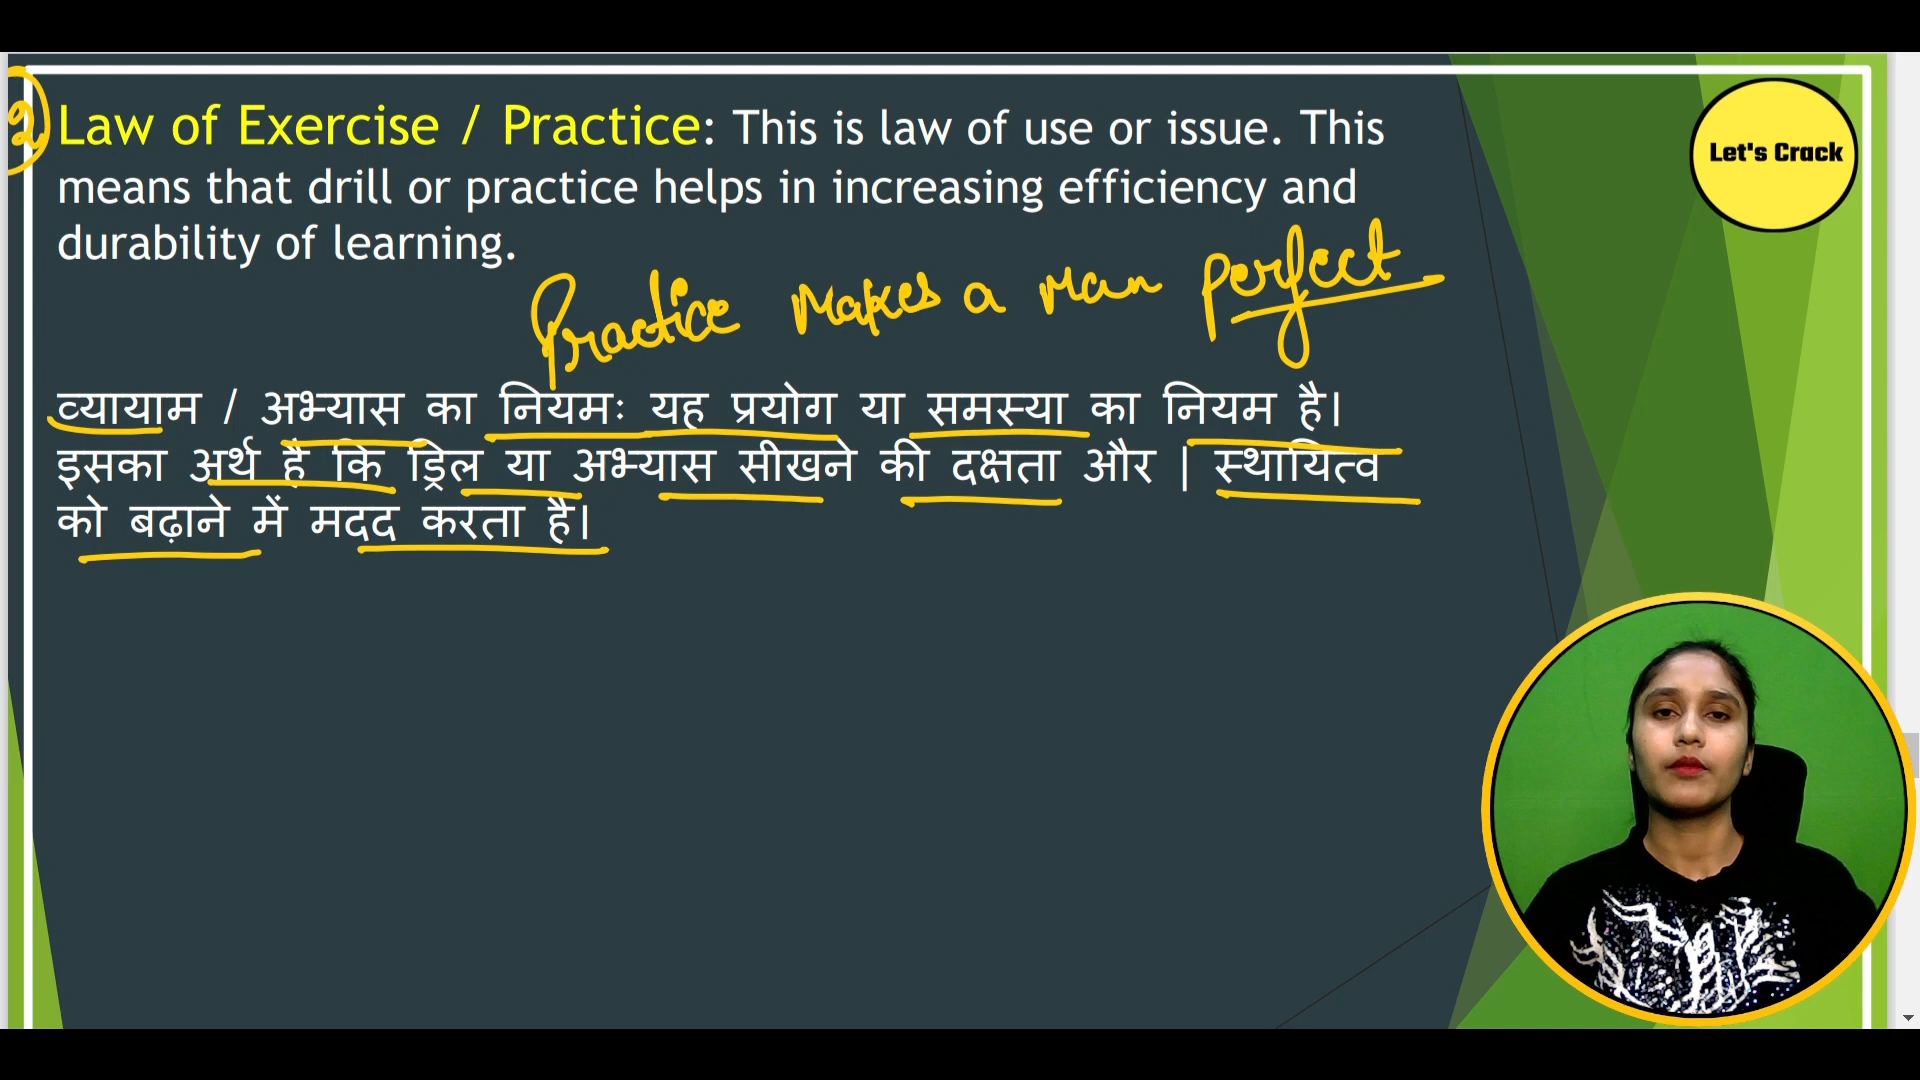 2
Law of Exercise / Practice: This is law of use or issue. This
means that drill or practice helps in increasing efficiency and
durability of learning.
Practice Makes a Man perfect
व्यायाम / अभ्यास का नियमः यह प्रयोग या समस्या का नियम है।
इसका अर्थ है कि ड्रिल या अभ्यास सीखने की दक्षता और | स्थायित्व
को बढ़ाने में मदद करता है।
Let's Crack